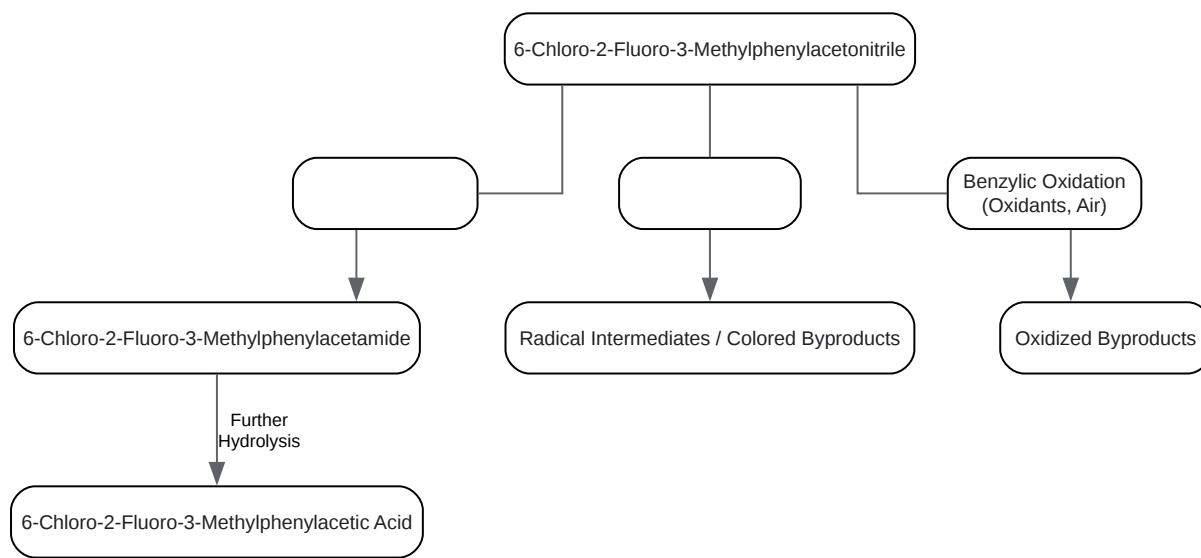 6-Chloro-2-Fluoro-3-Methylphenylacetonitrile
Benzylic Oxidation
(Oxidants, Air)
6-Chloro-2-Fluoro-3-Methylphenylacetamide
Radical Intermediates / Colored Byproducts
Oxidized Byproducts
Further
Hydrolysis
6-Chloro-2-Fluoro-3-Methylphenylacetic Acid